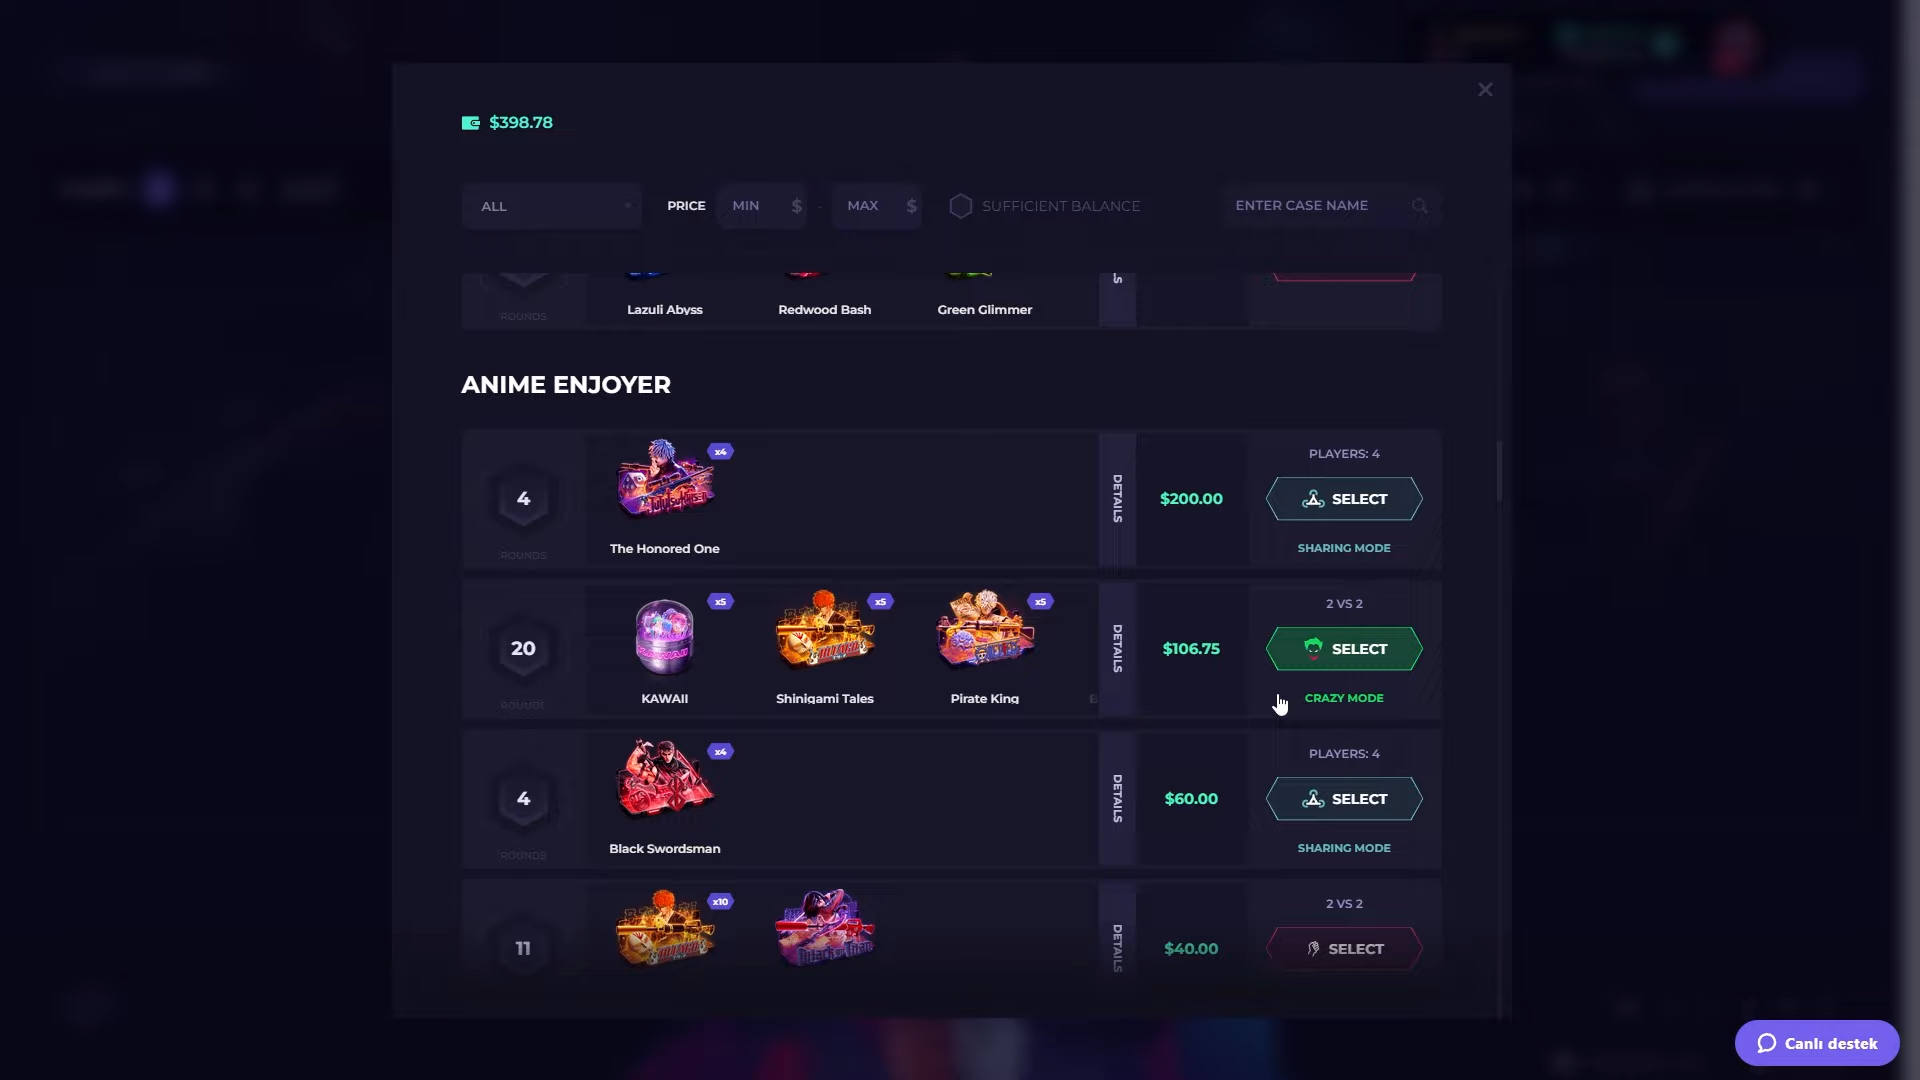 $398.78
ALL
PRICE
MIN $ - MAX $
SUFFICIENT BALANCE
ENTER CASE NAME
ROUNDS
Lazuli Abyss
Redwood Bash
Green Glimmer
ANIME ENJOYER
4
ROUNDS
x4
The Honored One
DETAILS
$200.00
PLAYERS: 4
SELECT
SHARING MODE
20
ROUNDS
x5
KAWAII
KAWAII
x5
Shinigami Tales
x5
Pirate King
DETAILS
$106.75
2 VS 2
SELECT
CRAZY MODE
4
ROUNDS
x4
Black Swordsman
DETAILS
$60.00
PLAYERS: 4
SELECT
SHARING MODE
11
x10
DETAILS
$40.00
2 VS 2
SELECT
Canlı destek